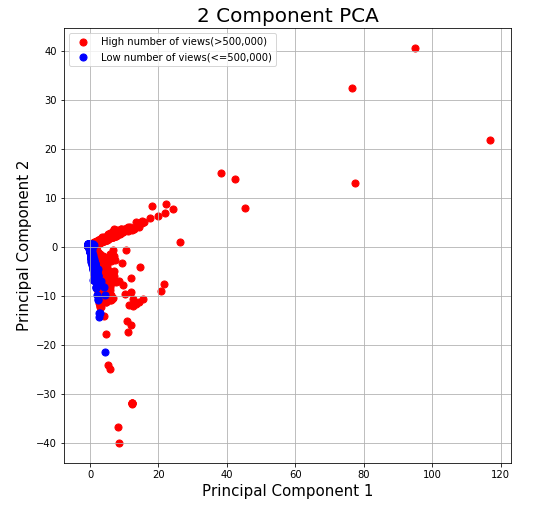 2 Component PCA
High number of views(>500,000)
Low number of views(<=500,000)
Principal Component 2
40
30
20
10
0
−10
−20
−30
−40
0 20 40 60 80 100 120
Principal Component 1